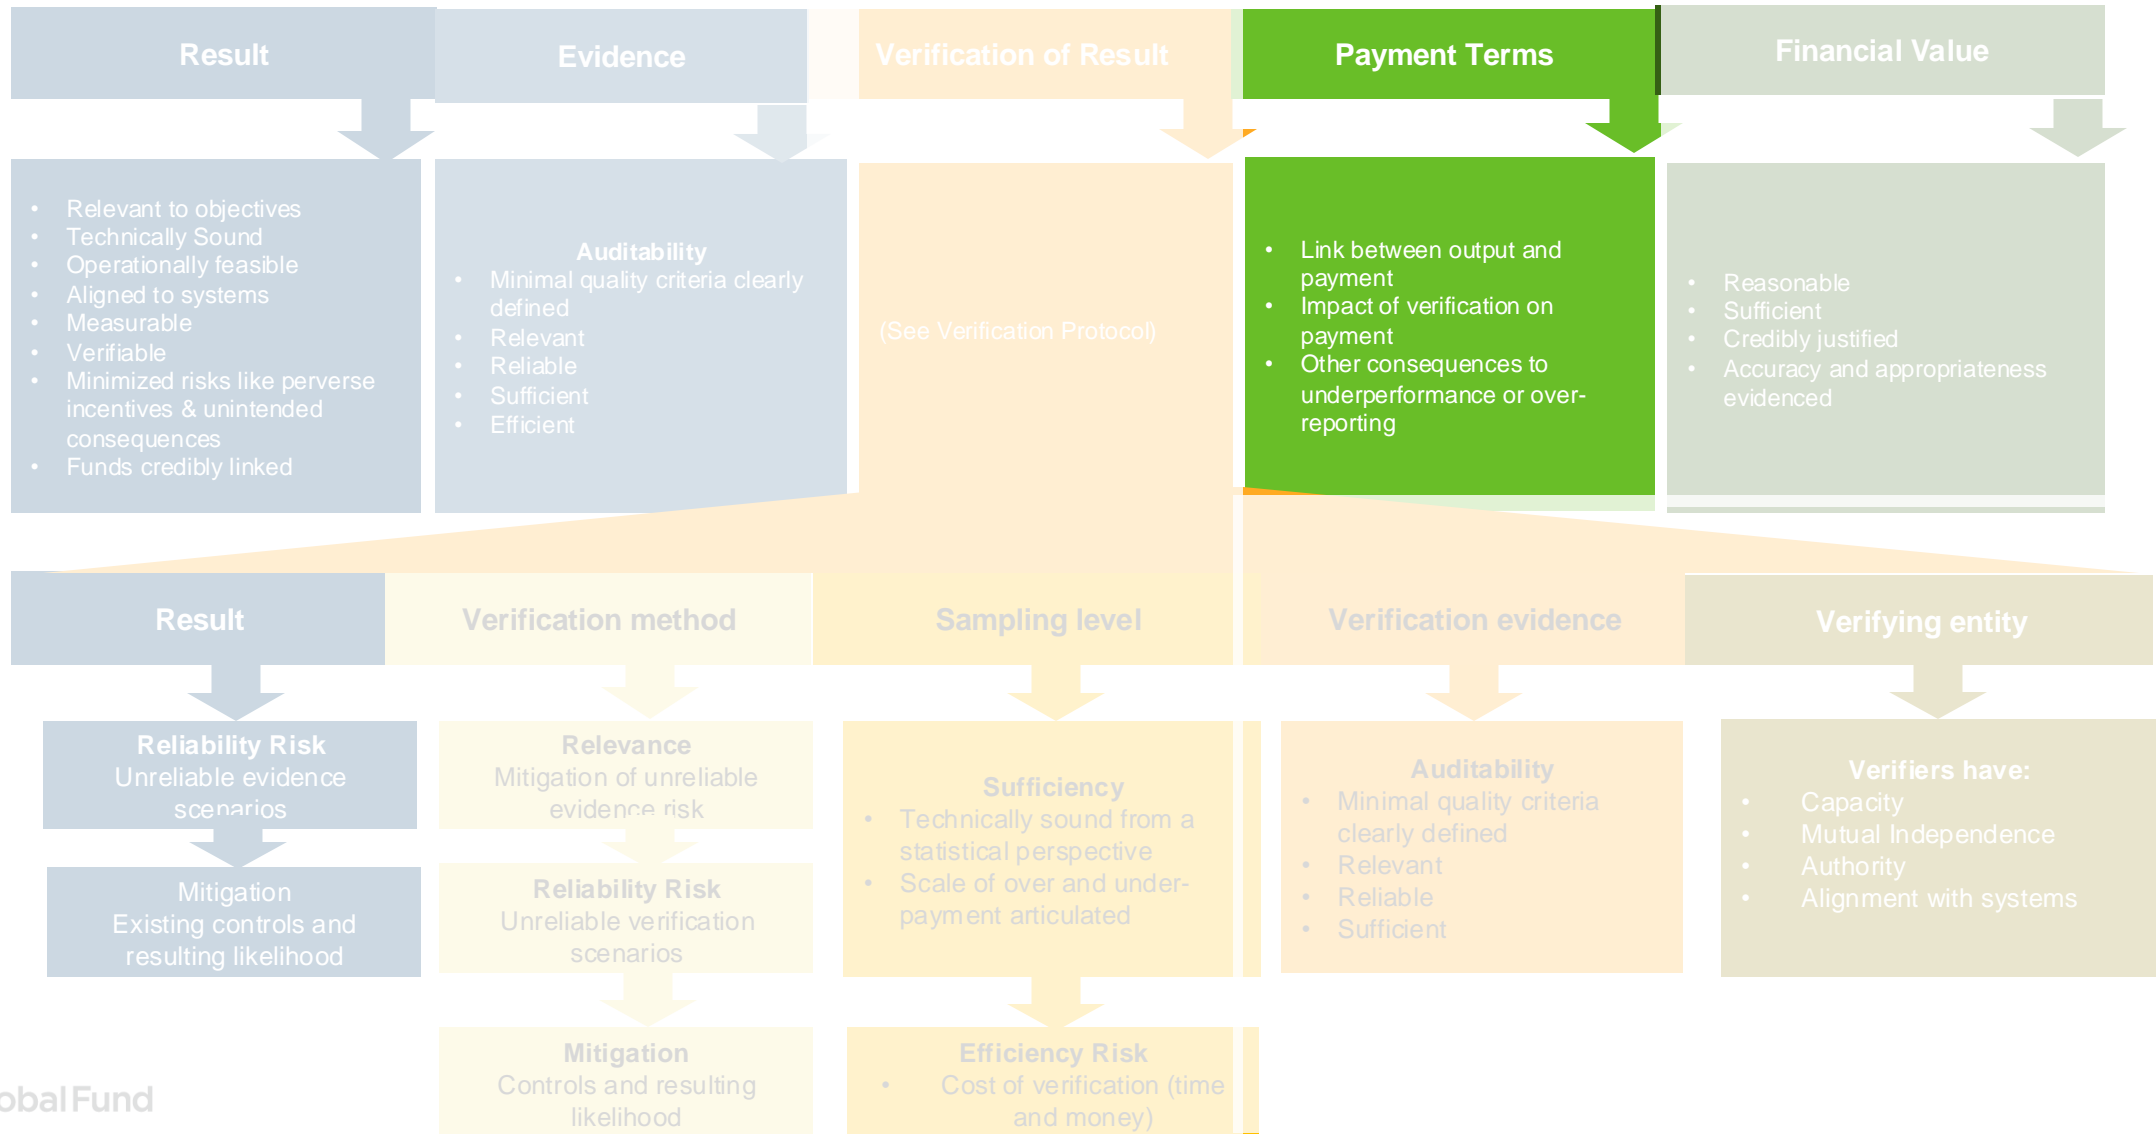 Result
Evidence
Verification of Result
Payment Terms
Financial Value
• Relevant to objectives
• Technically Sound
• Operationally feasible
• Aligned to systems
• Measurable
• Verifiable
• Minimized risks like perverse
incentives & unintended
consequences
• Funds credibly linked
Auditability
• Minimal quality criteria clearly
defined
• Relevant
• Reliable
• Sufficient
• Efficient
(See Verification Protocol)
• Link between output and
payment
• Impact of verification on
payment
• Other consequences to
underperformance or over-
reporting
• Reasonable
• Sufficient
• Credibly justified
• Accuracy and appropriateness
evidenced
Result
Verification method
Sampling level
Verification evidence
Verifying entity
Reliability Risk
Unreliable evidence
scenarios
Mitigation
Existing controls and
resulting likelihood
Relevance
Mitigation of unreliable
evidence risk
Reliability Risk
Unreliable verification
scenarios
Mitigation
Controls and resulting
likelihood
Sufficiency
• Technically sound from a
statistical perspective
• Scale of over and under-
payment articulated
Efficiency Risk
• Cost of verification (time
and money)
Auditability
• Minimal quality criteria
clearly defined
• Relevant
• Reliable
• Sufficient
Verifiers have:
• Capacity
• Mutual Independence
• Authority
• Alignment with systems
obal Fund